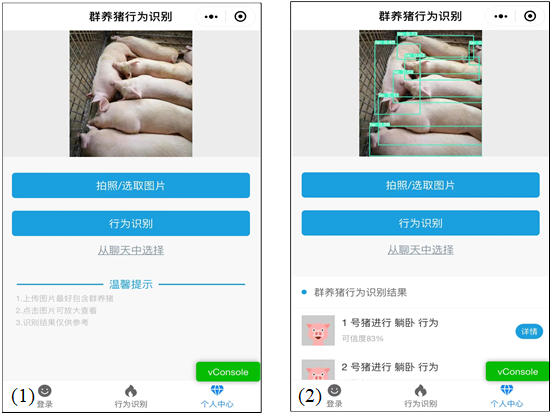 群养猪行为识别
拍照/选取图片
行为识别
从聊天中选择
温馨提示
1.上传图片最好包含群养猪
2.点击图片可放大查看
3.识别结果仅供参考
vConsole
(1)
登录
行为识别
个人中心
群养猪行为识别
拍照/选取图片
行为识别
从聊天中选择
群养猪行为识别结果
1 号猪进行 躺卧 行为
可信度83%
详情
2 号猪进行 躺卧 行为
vConsole
(2)
登录
行为识别
个人中心